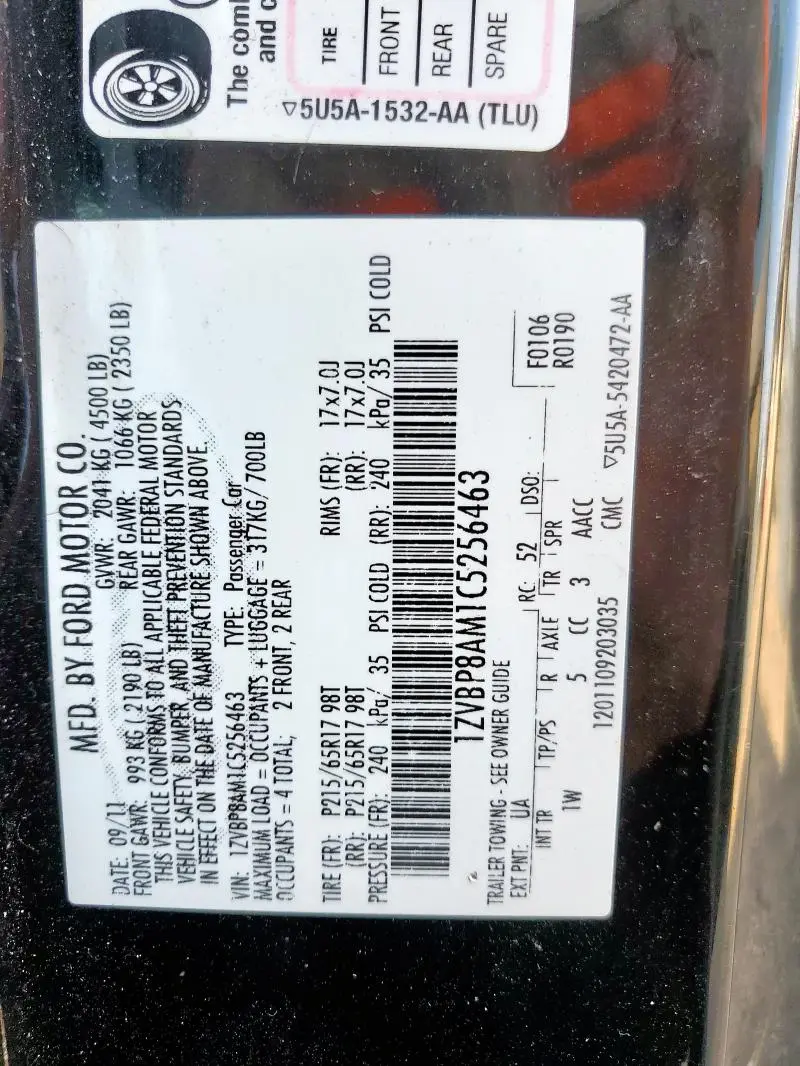 The com
and c
TIRE
FRONT
REAR
SPARE
▽5U5A-1532-AA (TLU)
MFD. BY FORD MOTOR CO.
DATE: 09/11 GVWR: 2041 KG ( 4500 LB)
FRONT GAWR: 993 KG ( 2190 LB) REAR GAWR: 1066 KG ( 2350 LB)
THIS VEHICLE CONFORMS TO ALL APPLICABLE FEDERAL MOTOR
VEHICLE SAFETY, BUMPER, AND THEFT PREVENTION STANDARDS
IN EFFECT ON THE DATE OF MANUFACTURE SHOWN ABOVE.
VIN: 1ZVBP8AM1C5256463 TYPE: Passenger Car
MAXIMUM LOAD = OCCUPANTS + LUGGAGE = 317KG/ 700LB
OCCUPANTS = 4 TOTAL; 2 FRONT, 2 REAR
TIRE (FR): P215/65R17 98T RIMS (FR): 17x7.0J
(RR): P215/65R17 98T (RR): 17x7.0J
PRESSURE (FR): 240 kPa/ 35 PSI COLD (RR): 240 kPa/ 35 PSI COLD
1ZVBP8AM1C5256463
TRAILER TOWING - SEE OWNER GUIDE
F0106
R0190
EXT PNT: UA RC: 52 DSO:
INT TR TP/PS R AXLE TR SPR
1W 5 CC 3 AACC
1201109203035 CMC ▽5U5A-5420472-AA